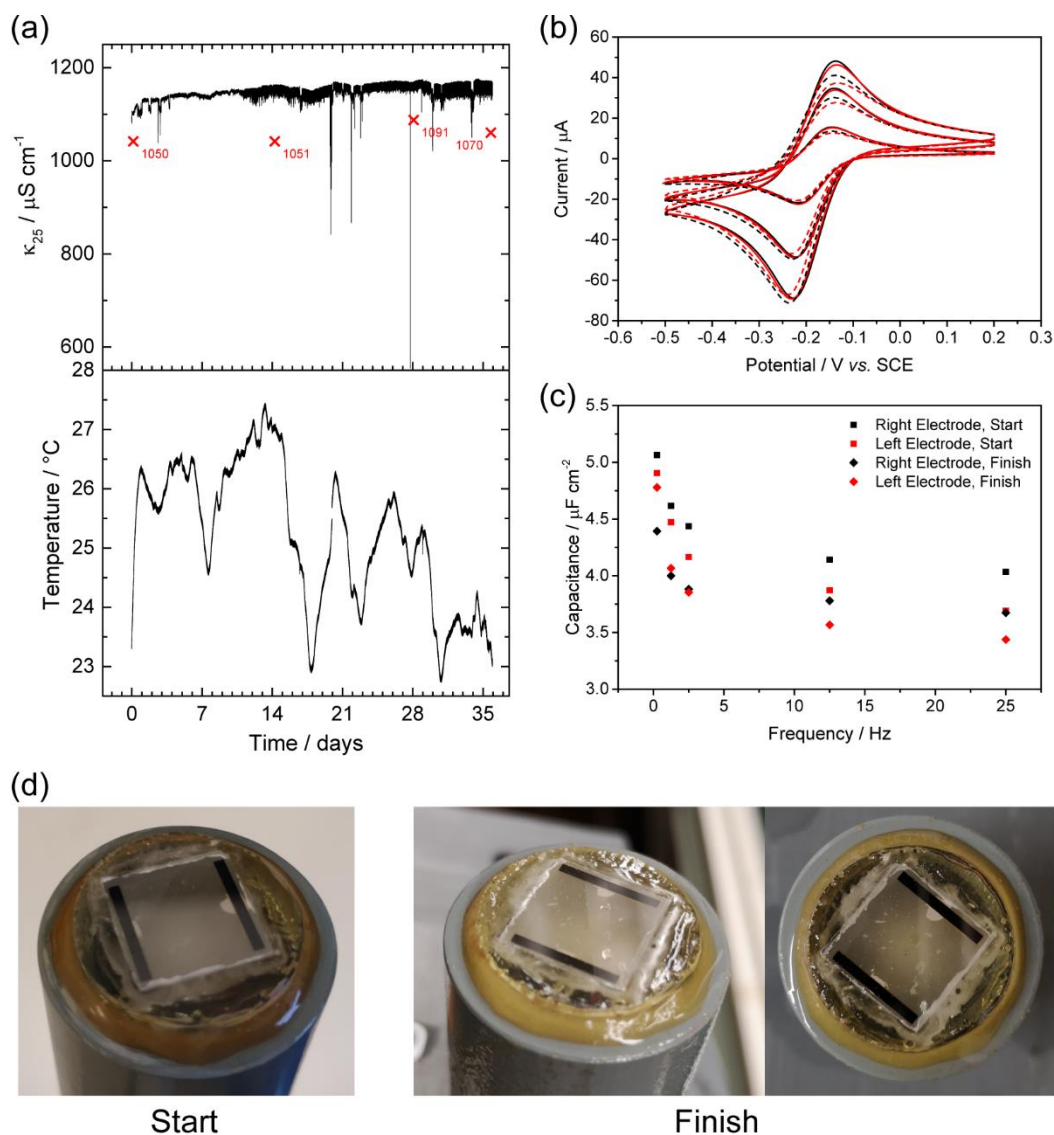 (a)
1200
1000
800
600
κ25 / μS cm-1
1050
1051
1091
1070
28
27
26
25
24
23
Temperature / °C
0 7 14 21 28 35
Time / days
(b)
60
40
20
0
-20
-40
-60
-80
Current / μA
-0.6 -0.5 -0.4 -0.3 -0.2 -0.1 0.0 0.1 0.2 0.3
Potential / V vs. SCE
(c)
5.5
5.0
4.5
4.0
3.5
3.0
Capacitance / μF cm-2
Right Electrode, Start
Left Electrode, Start
Right Electrode, Finish
Left Electrode, Finish
0 5 10 15 20 25
Frequency / Hz
(d)
Start
Finish